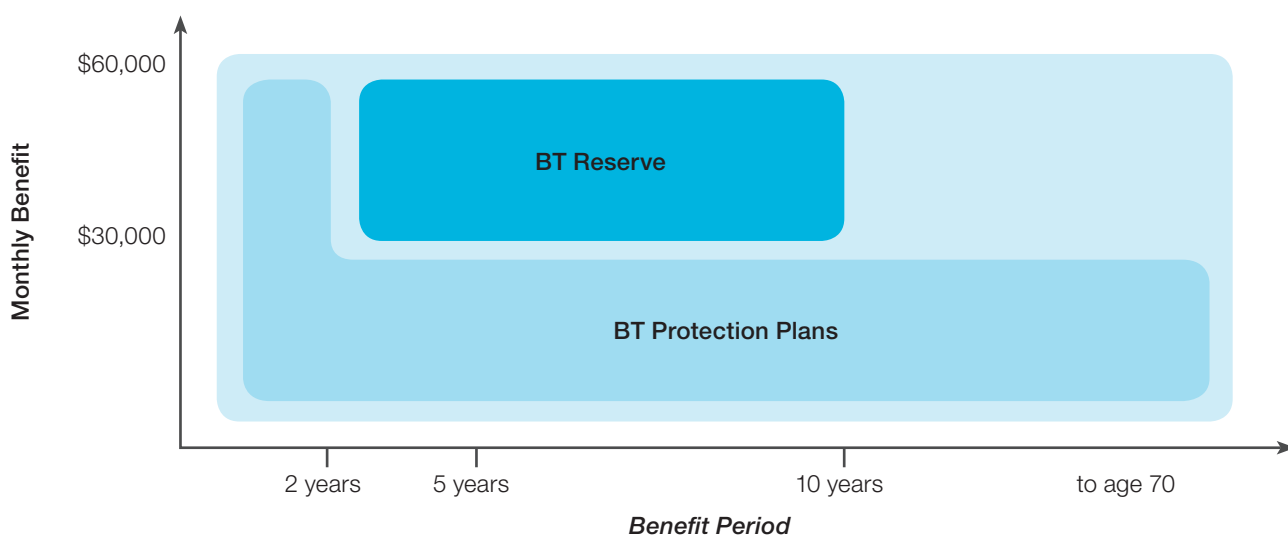 $60,000
BT Reserve
Monthly Benefit
$30,000
BT Protection Plans
2 years
5 years
10 years
to age 70
Benefit Period